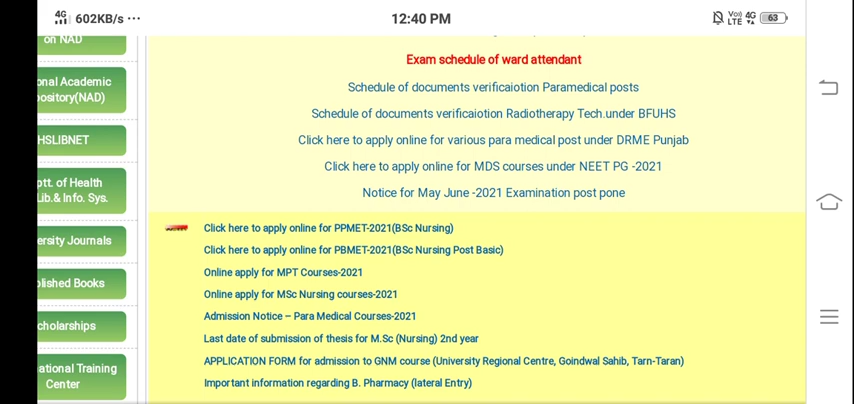 4G 602KB/s ••• 12:40 PM VoD LTE 4G 63
on NAD
onal Academic
pository(NAD)
HSLIBNET
ptt. of Health
Lib.& Info. Sys.
ersity Journals
blished Books
cholarships
ational Training
Center
Exam schedule of ward attendant
Schedule of documents verificaiotion Paramedical posts
Schedule of documents verificaiotion Radiotherapy Tech.under BFUHS
Click here to apply online for various para medical post under DRME Punjab
Click here to apply online for MDS courses under NEET PG -2021
Notice for May June -2021 Examination post pone
Click here to apply online for PPMET-2021(BSc Nursing)
Click here to apply online for PBMET-2021(BSc Nursing Post Basic)
Online apply for MPT Courses-2021
Online apply for MSc Nursing courses-2021
Admission Notice – Para Medical Courses-2021
Last date of submission of thesis for M.Sc (Nursing) 2nd year
APPLICATION FORM for admission to GNM course (University Regional Centre, Goindwal Sahib, Tarn-Taran)
Important information regarding B. Pharmacy (lateral Entry)